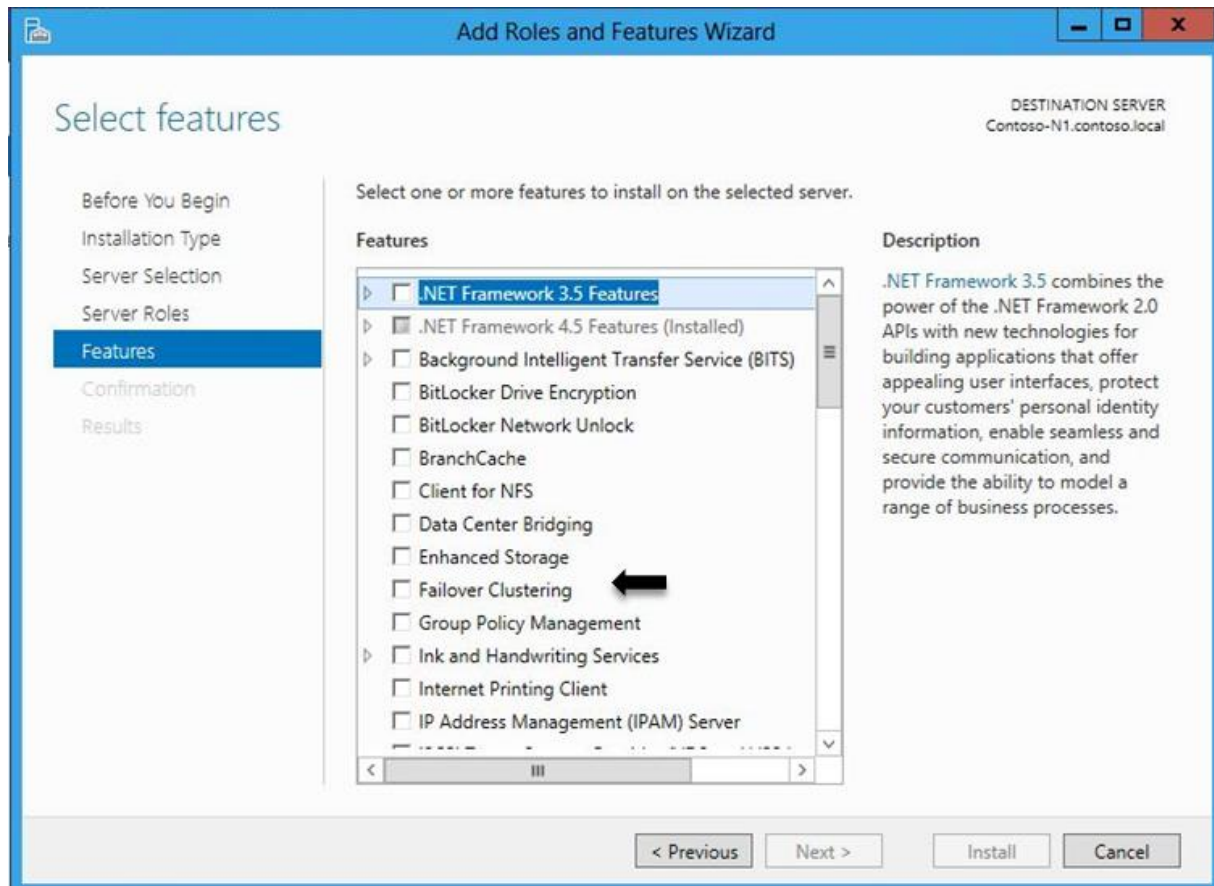 Add Roles and Features Wizard
Select features
DESTINATION SERVER
Contoso-N1.contoso.local
Before You Begin
Installation Type
Server Selection
Server Roles
Features
Confirmation
Results
Select one or more features to install on the selected server.
Features
.NET Framework 3.5 Features
.NET Framework 4.5 Features (Installed)
Background Intelligent Transfer Service (BITS)
BitLocker Drive Encryption
BitLocker Network Unlock
BranchCache
Client for NFS
Data Center Bridging
Enhanced Storage
Failover Clustering
Group Policy Management
Ink and Handwriting Services
Internet Printing Client
IP Address Management (IPAM) Server
Description
.NET Framework 3.5 combines the
power of the .NET Framework 2.0
APIs with new technologies for
building applications that offer
appealing user interfaces, protect
your customers' personal identity
information, enable seamless and
secure communication, and
provide the ability to model a
range of business processes.
< Previous
Next >
Install
Cancel